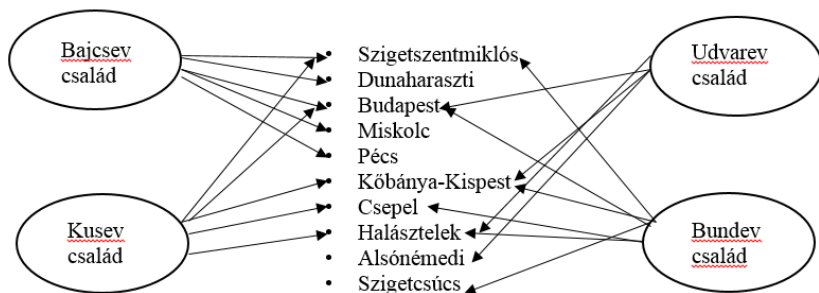 Bajcsev
család
Kusev
család
• Szigetszentmiklós
• Dunaharaszti
• Budapest
• Miskolc
• Pécs
• Kőbánya-Kispest
• Csepel
• Halásztelek
• Alsónémedi
• Szigetcsúcs
Udvarev
család
Bundev
család